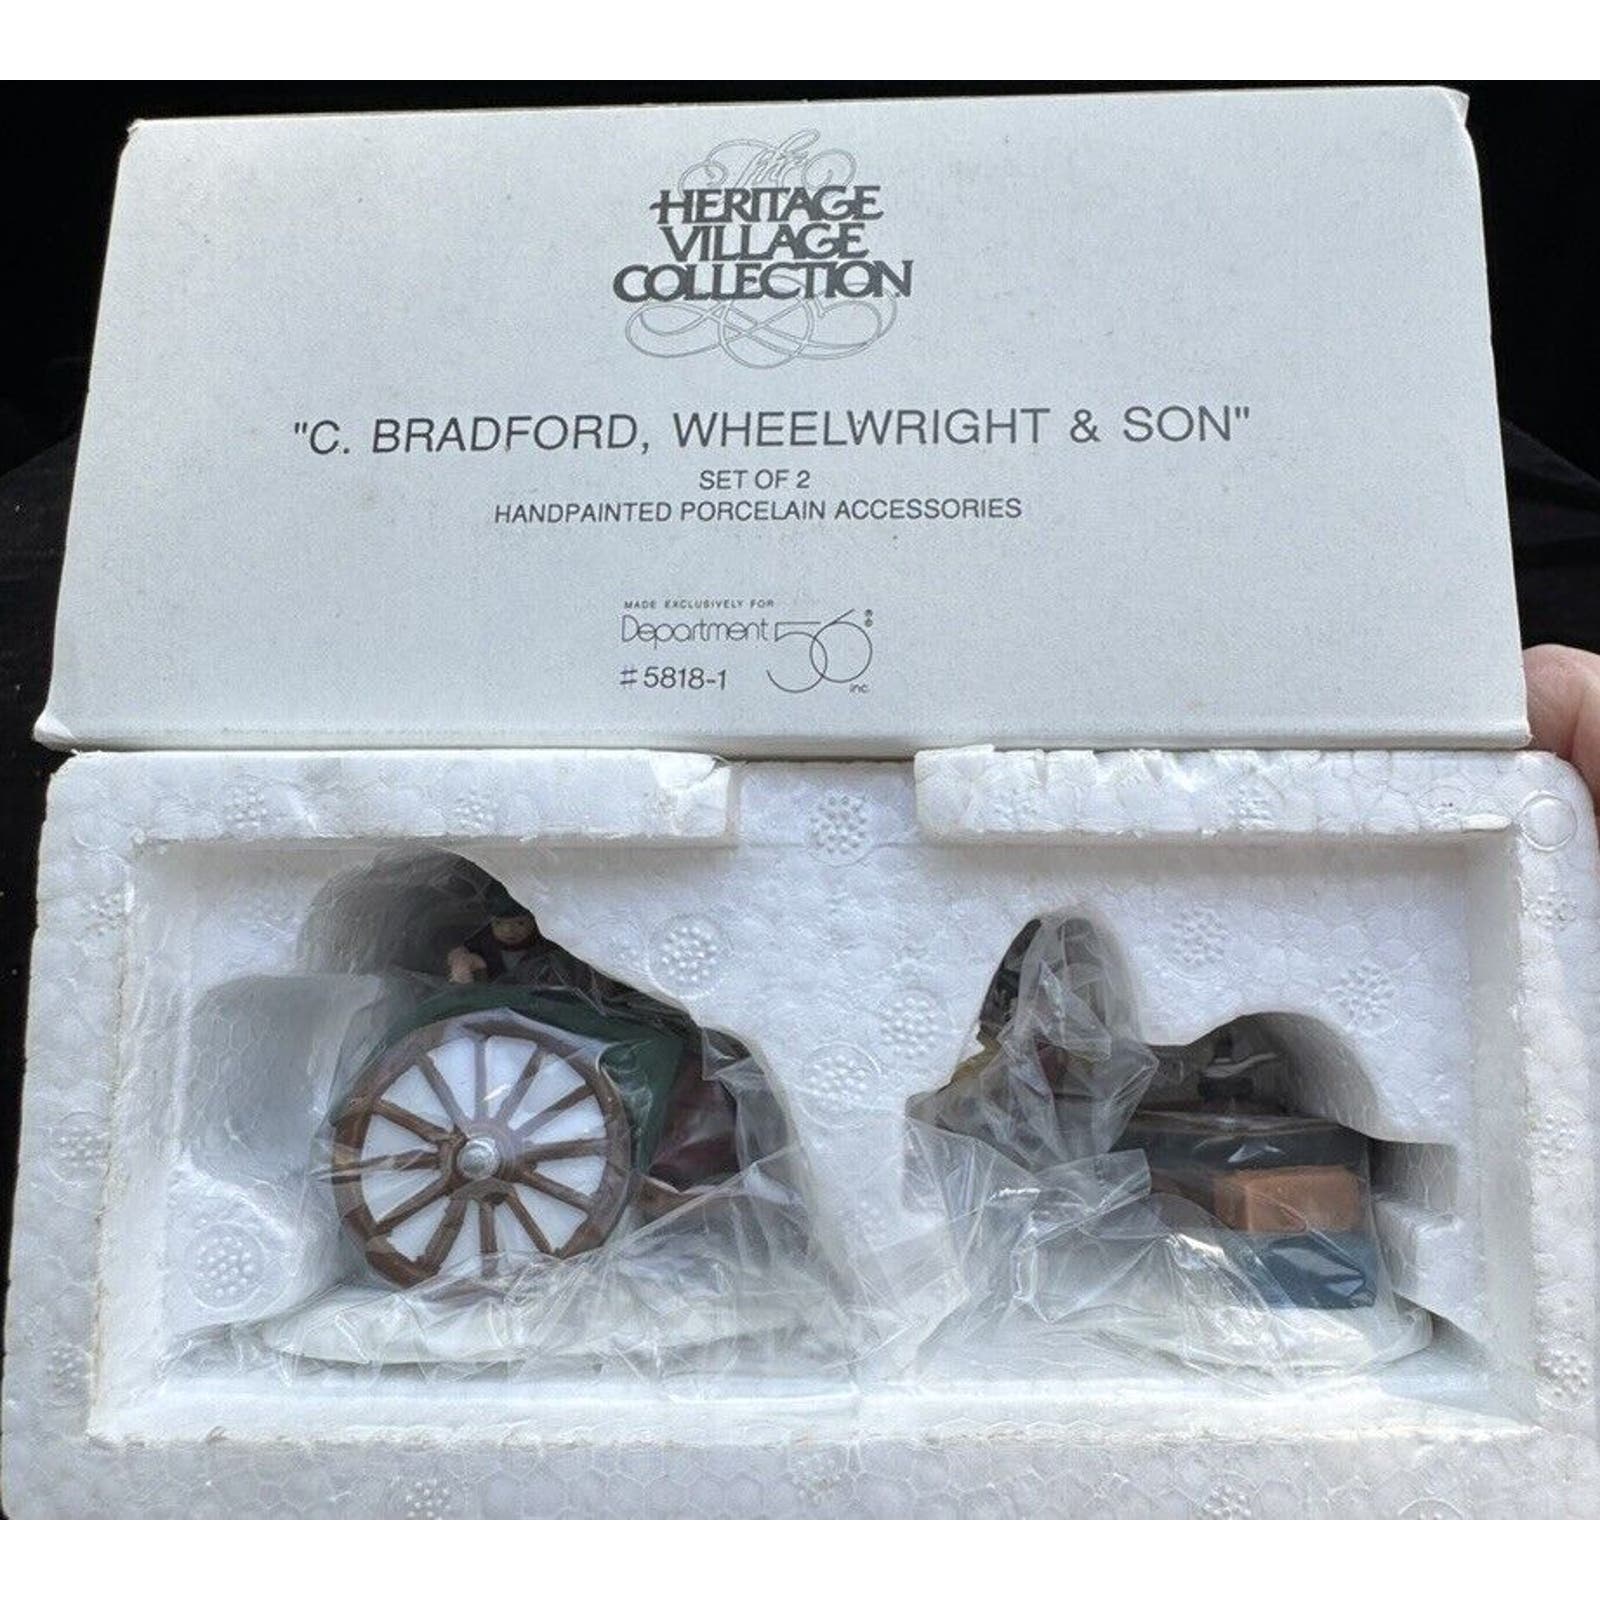 The
HERITAGE
VILLAGE
COLLECTION
"C. BRADFORD, WHEELWRIGHT & SON"
SET OF 2
HANDPAINTED PORCELAIN ACCESSORIES
MADE EXCLUSIVELY FOR
Department 56®
#5818-1
inc.